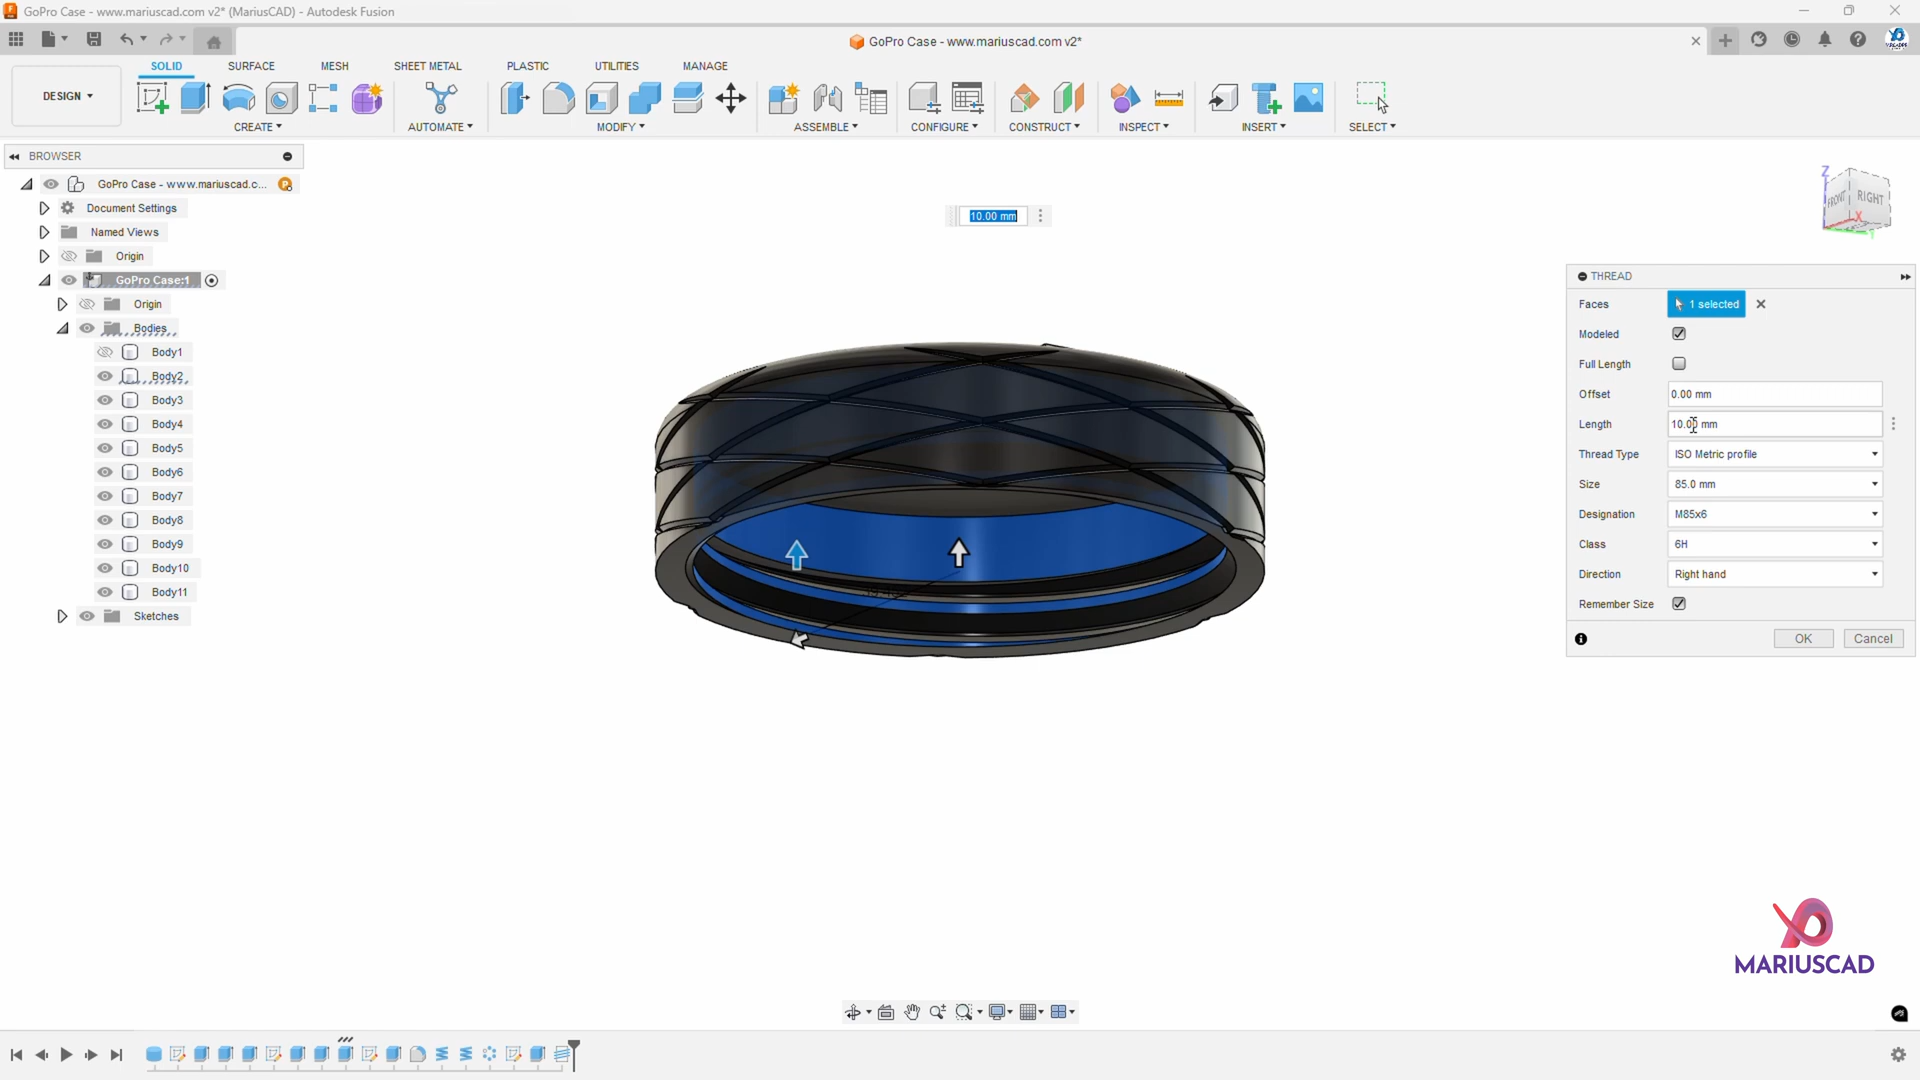 GoPro Case - www.mariuscad.com v2* (MariusCAD) - Autodesk Fusion
GoPro Case - www.mariuscad.com v2*
SOLID SURFACE MESH SHEET METAL PLASTIC UTILITIES MANAGE
DESIGN
CREATE AUTOMATE MODIFY ASSEMBLE CONFIGURE CONSTRUCT INSPECT INSERT SELECT
BROWSER
GoPro Case - www.mariuscad.c...
Document Settings
Named Views
Origin
GoPro Case:1
Origin
Bodies
Body1
Body2
Body3
Body4
Body5
Body6
Body7
Body8
Body9
Body10
Body11
Sketches
10.00 mm
Z
FRONT RIGHT
X
THREAD
Faces 1 selected
Modeled
Full Length
Offset 0.00 mm
Length 10.00 mm
Thread Type ISO Metric profile
Size 85.0 mm
Designation M85x6
Class 6H
Direction Right hand
Remember Size
OK Cancel
MARIUSCAD